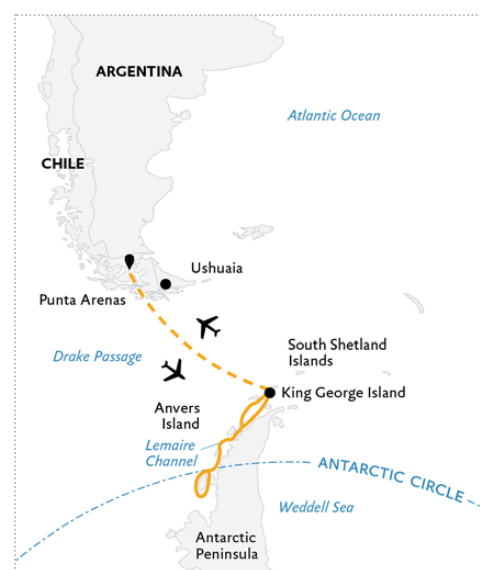 ARGENTINA
Atlantic Ocean
CHILE
Ushuaia
Punta Arenas
South Shetland
Islands
Drake Passage
King George Island
Anvers
Island
Lemaire
Channel
ANTARCTIC CIRCLE
Weddell Sea
Antarctic
Peninsula